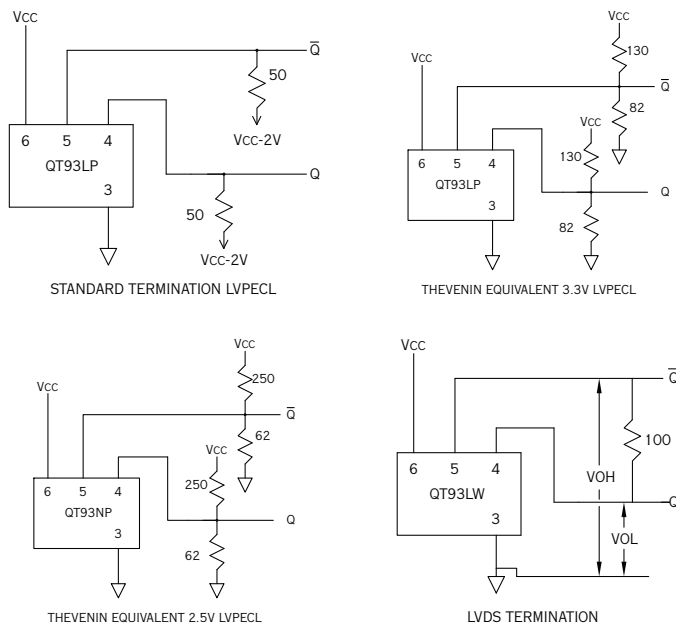 VCC
Q
50
VCC-2V
6 5 4
QT93LP
3
Q
50
VCC-2V
STANDARD TERMINATION LVPECL
VCC
130
VCC
Q
82
VCC
130
6 5 4
QT93LP
3
Q
82
THEVENIN EQUIVALENT 3.3V LVPECL
VCC
250
VCC
Q
62
VCC
250
6 5 4
QT93NP
3
Q
62
THEVENIN EQUIVALENT 2.5V LVPECL
VCC
Q
100
6 5 4
QT93LW
VOH
3
Q
VOL
LVDS TERMINATION